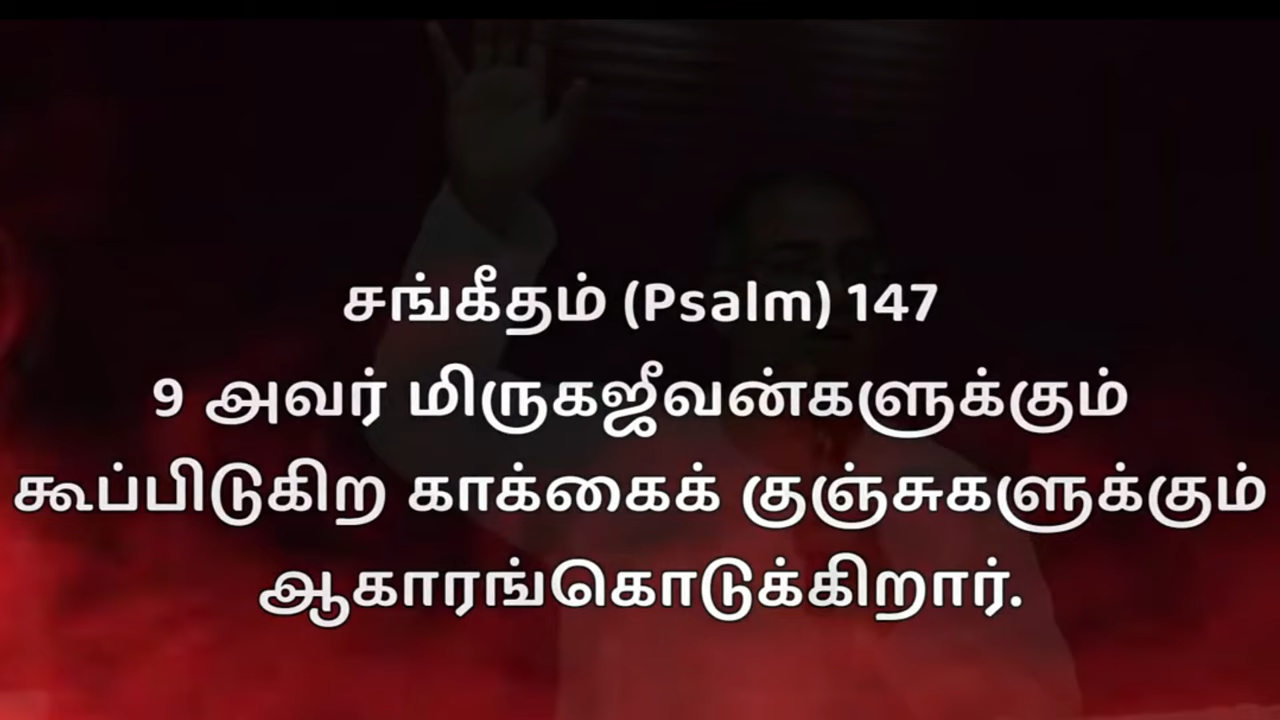 சங்கீதம் (Psalm) 147
9 அவர் மிருகஜீவன்களுக்கும்
கூப்பிடுகிற காக்கைக் குஞ்சுகளுக்கும்
ஆகாரங்கொடுக்கிறார்.